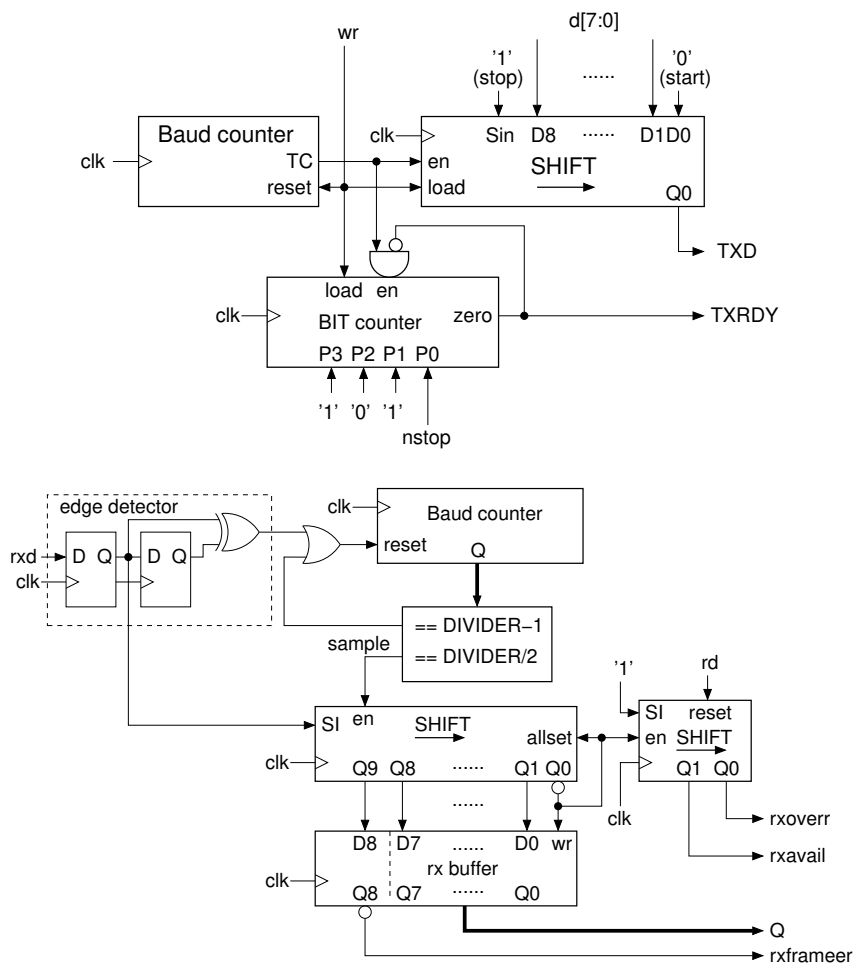 d[7:0]
wr
'1' ...... '0'
(stop) (start)
clk Sin D8 ...... D1 D0
Baud counter
clk TC en SHIFT
reset load
Q0
TXD
load en
clk BIT counter zero TXRDY
P3 P2 P1 P0
'1' '0' '1'
nstop
edge detector
clk Baud counter
rxd D Q D Q
reset Q
clk
== DIVIDER−1
sample
== DIVIDER/2
'1' rd
en SI reset
SI SHIFT allset en SHIFT
clk Q9 Q8 ...... Q1 Q0 Q1 Q0
...... clk
rxoverr
D8 D7 ...... D0 wr
rxavail
rx buffer
clk
Q8 Q7 ...... Q0
Q
rxframeer